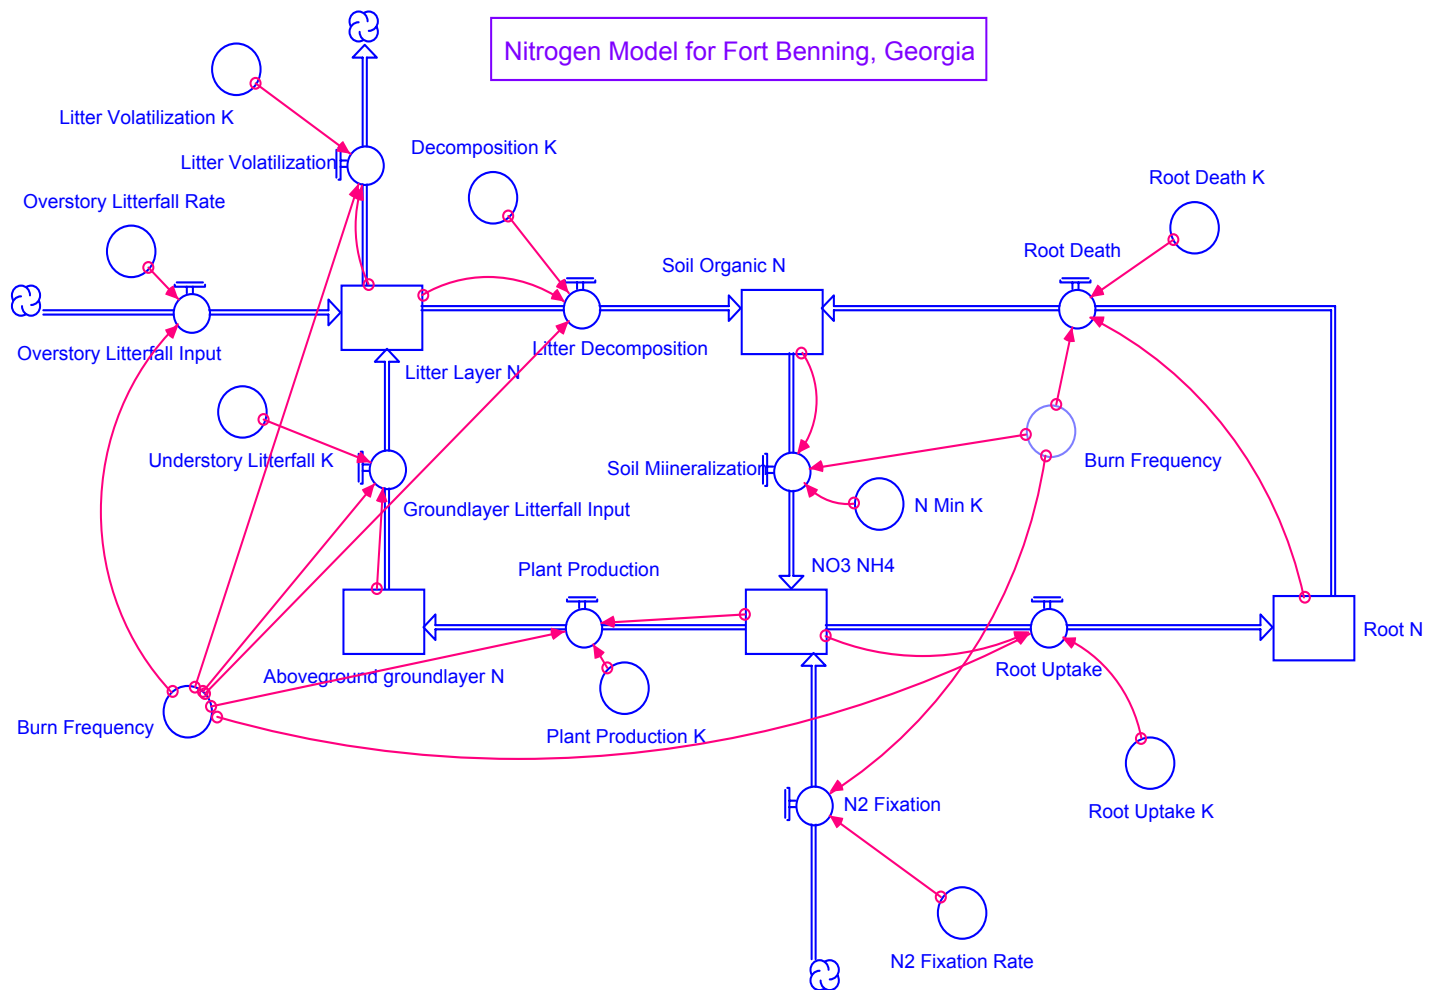 Nitrogen Model for Fort Benning, Georgia
Litter Volatilization K
Litter Volatilization
Decomposition K
Overstory Litterfall Rate
Root Death K
Root Death
Soil Organic N
Overstory Litterfall Input
Litter Decomposition
Litter Layer N
Understory Litterfall K
Soil Miineralization
Burn Frequency
Groundlayer Litterfall Input
N Min K
NO3 NH4
Plant Production
Root N
Aboveground groundlayer N
Root Uptake
Burn Frequency
Plant Production K
N2 Fixation
Root Uptake K
N2 Fixation Rate